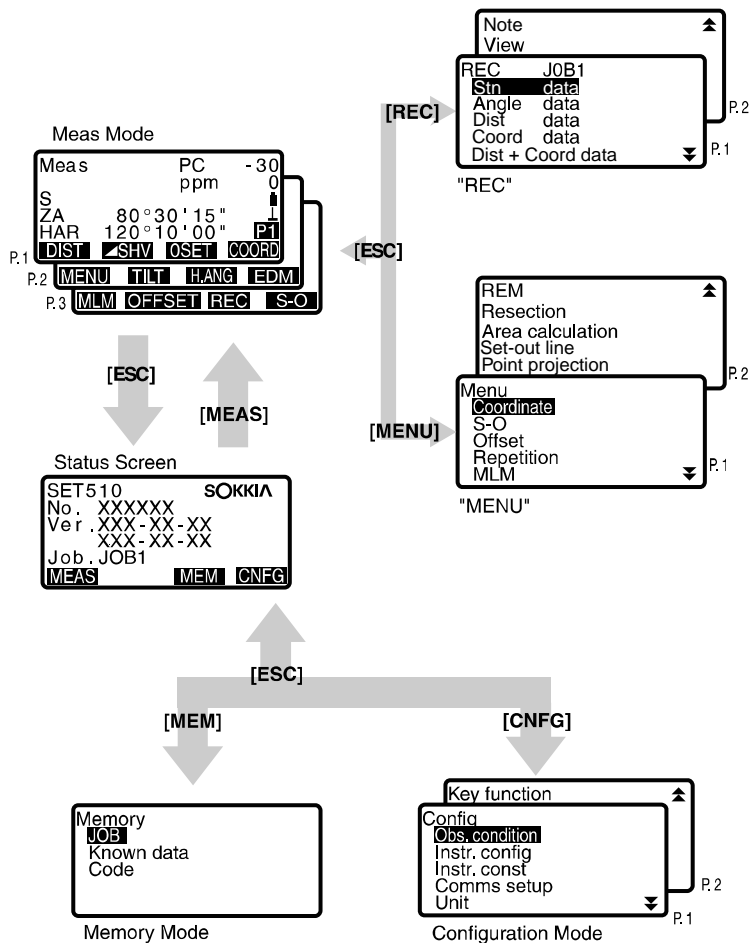 Note
View
REC J0B1
Stn data
Angle data
Dist data
Coord data
Dist + Coord data
P.2
P.1
"REC"
[REC]
Meas Mode
Meas PC -30
ppm 0
S
ZA 80°30'15"
HAR 120°10'00" P1
DIST ◢SHV 0SET COORD
P.1
MENU TILT H.ANG EDM
P.2
MLM OFFSET REC S-O
P.3
[ESC]
REM
Resection
Area calculation
Set-out line
Point projection
P.2
Menu
Coordinate
S-O
Offset
Repetition
MLM
P.1
"MENU"
[MENU]
[ESC]
[MEAS]
Status Screen
SET510 SOKKIA
No. XXXXXX
Ver.XXX-XX-XX
XXX-XX-XX
Job.JOB1
MEAS MEM CNFG
[ESC]
[MEM]
[CNFG]
Memory
JOB
Known data
Code
Memory Mode
Key function
Config
Obs. condition
Instr. config
Instr. const
Comms setup
Unit
P.2
P.1
Configuration Mode